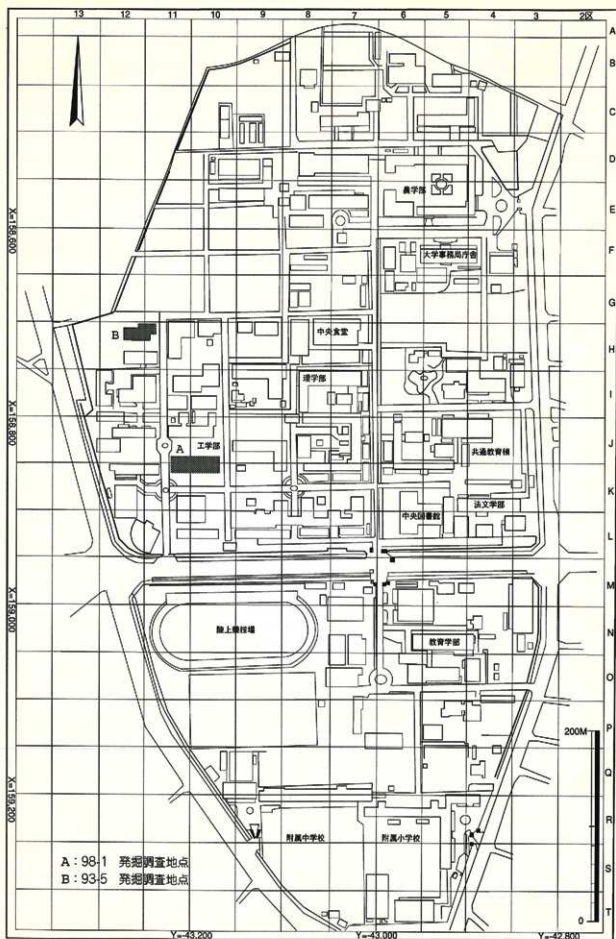 13 12 11 10 9 8 7 6 5 4 3 2区
A
B
C
D
E
F
G
H
I
J
K
L
M
N
O
P
Q
R
S
T
X=158,600
X=158,800
X=159,000
X=159,200
農学部
大学事務局庁舎
中央食堂
B
理学部
工学部
A
共通教育棟
中央図書館
法文学部
陸上競技場
教育学部
200M
0
附属中学校
附属小学校
A：98-1 発掘調査地点
B：93-5 発掘調査地点
Y=-43,200
Y=-43,000
Y=-42,800